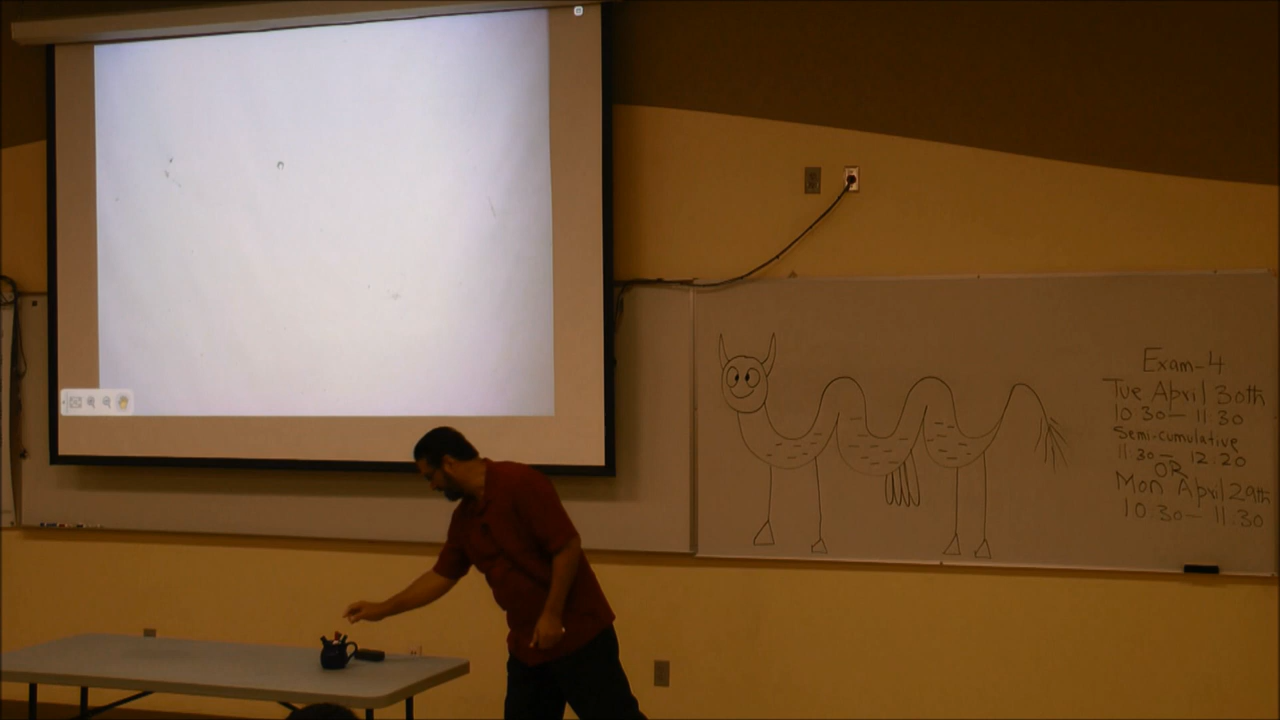 Exam-4
Tue April 30th
10:30- 11:30
Semi-cumulative
11:30- 12:20
OR
Mon April 29th
10:30- 11:30